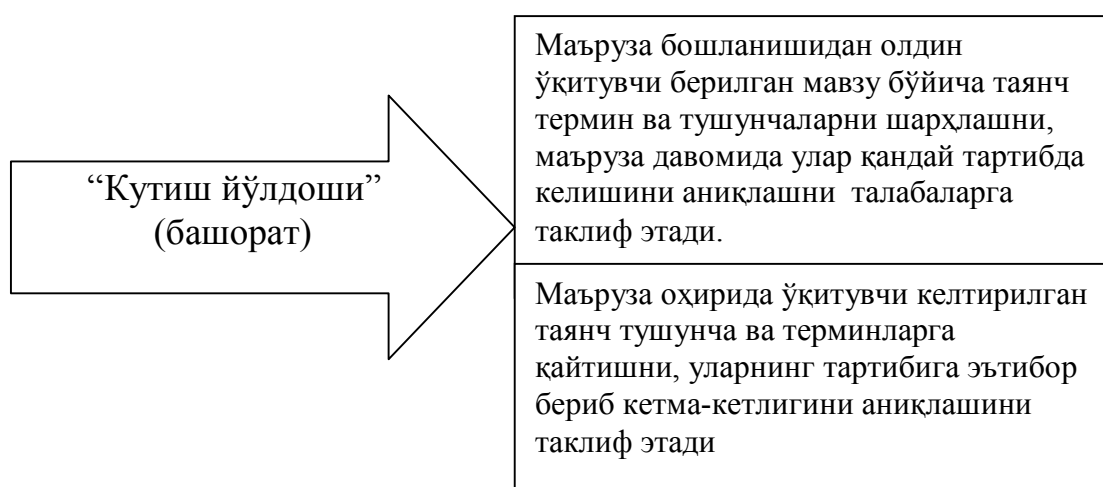 “Кутиш йўлдоши”
(башорат)
Маъруза бошланишидан олдин
ўқитувчи берилган мавзу бўйича таянч
термин ва тушунчаларни шарҳлашни,
маъруза давомида улар қандай тартибда
келишини аниқлашни талабаларга
таклиф этади.
Маъруза оҳирида ўқитувчи келтирилган
таянч тушунча ва терминларга
қайтишни, уларнинг тартибига эътибор
бериб кетма-кетлигини аниқлашини
таклиф этади